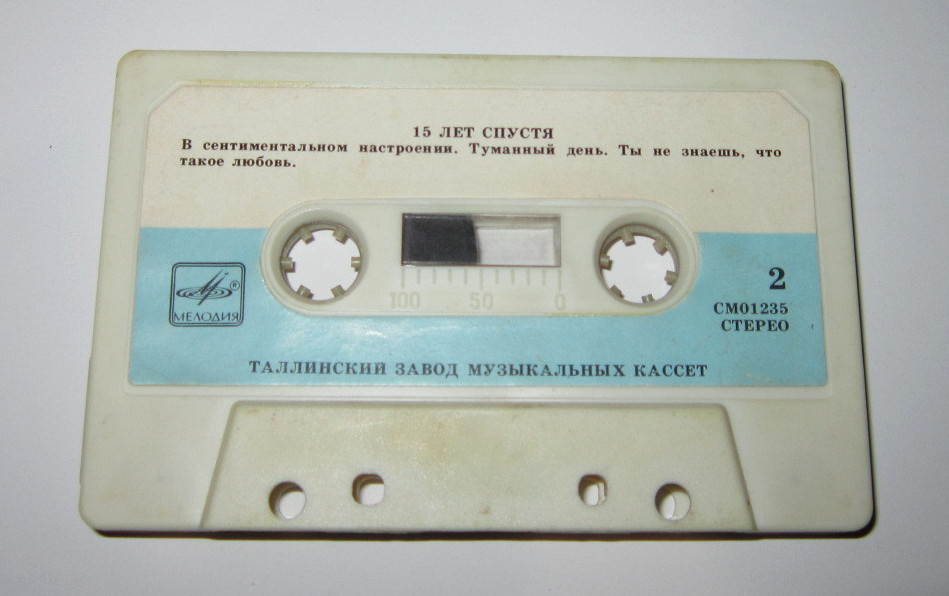 15 ЛЕТ СПУСТЯ
В сентиментальном настроении. Туманный день. Ты не знаешь, что
такое любовь.
100 50 0
®
МЕЛОДИЯ
2
СМ01235
СТЕРЕО
ТАЛЛИНСКИЙ ЗАВОД МУЗЫКАЛЬНЫХ КАССЕТ